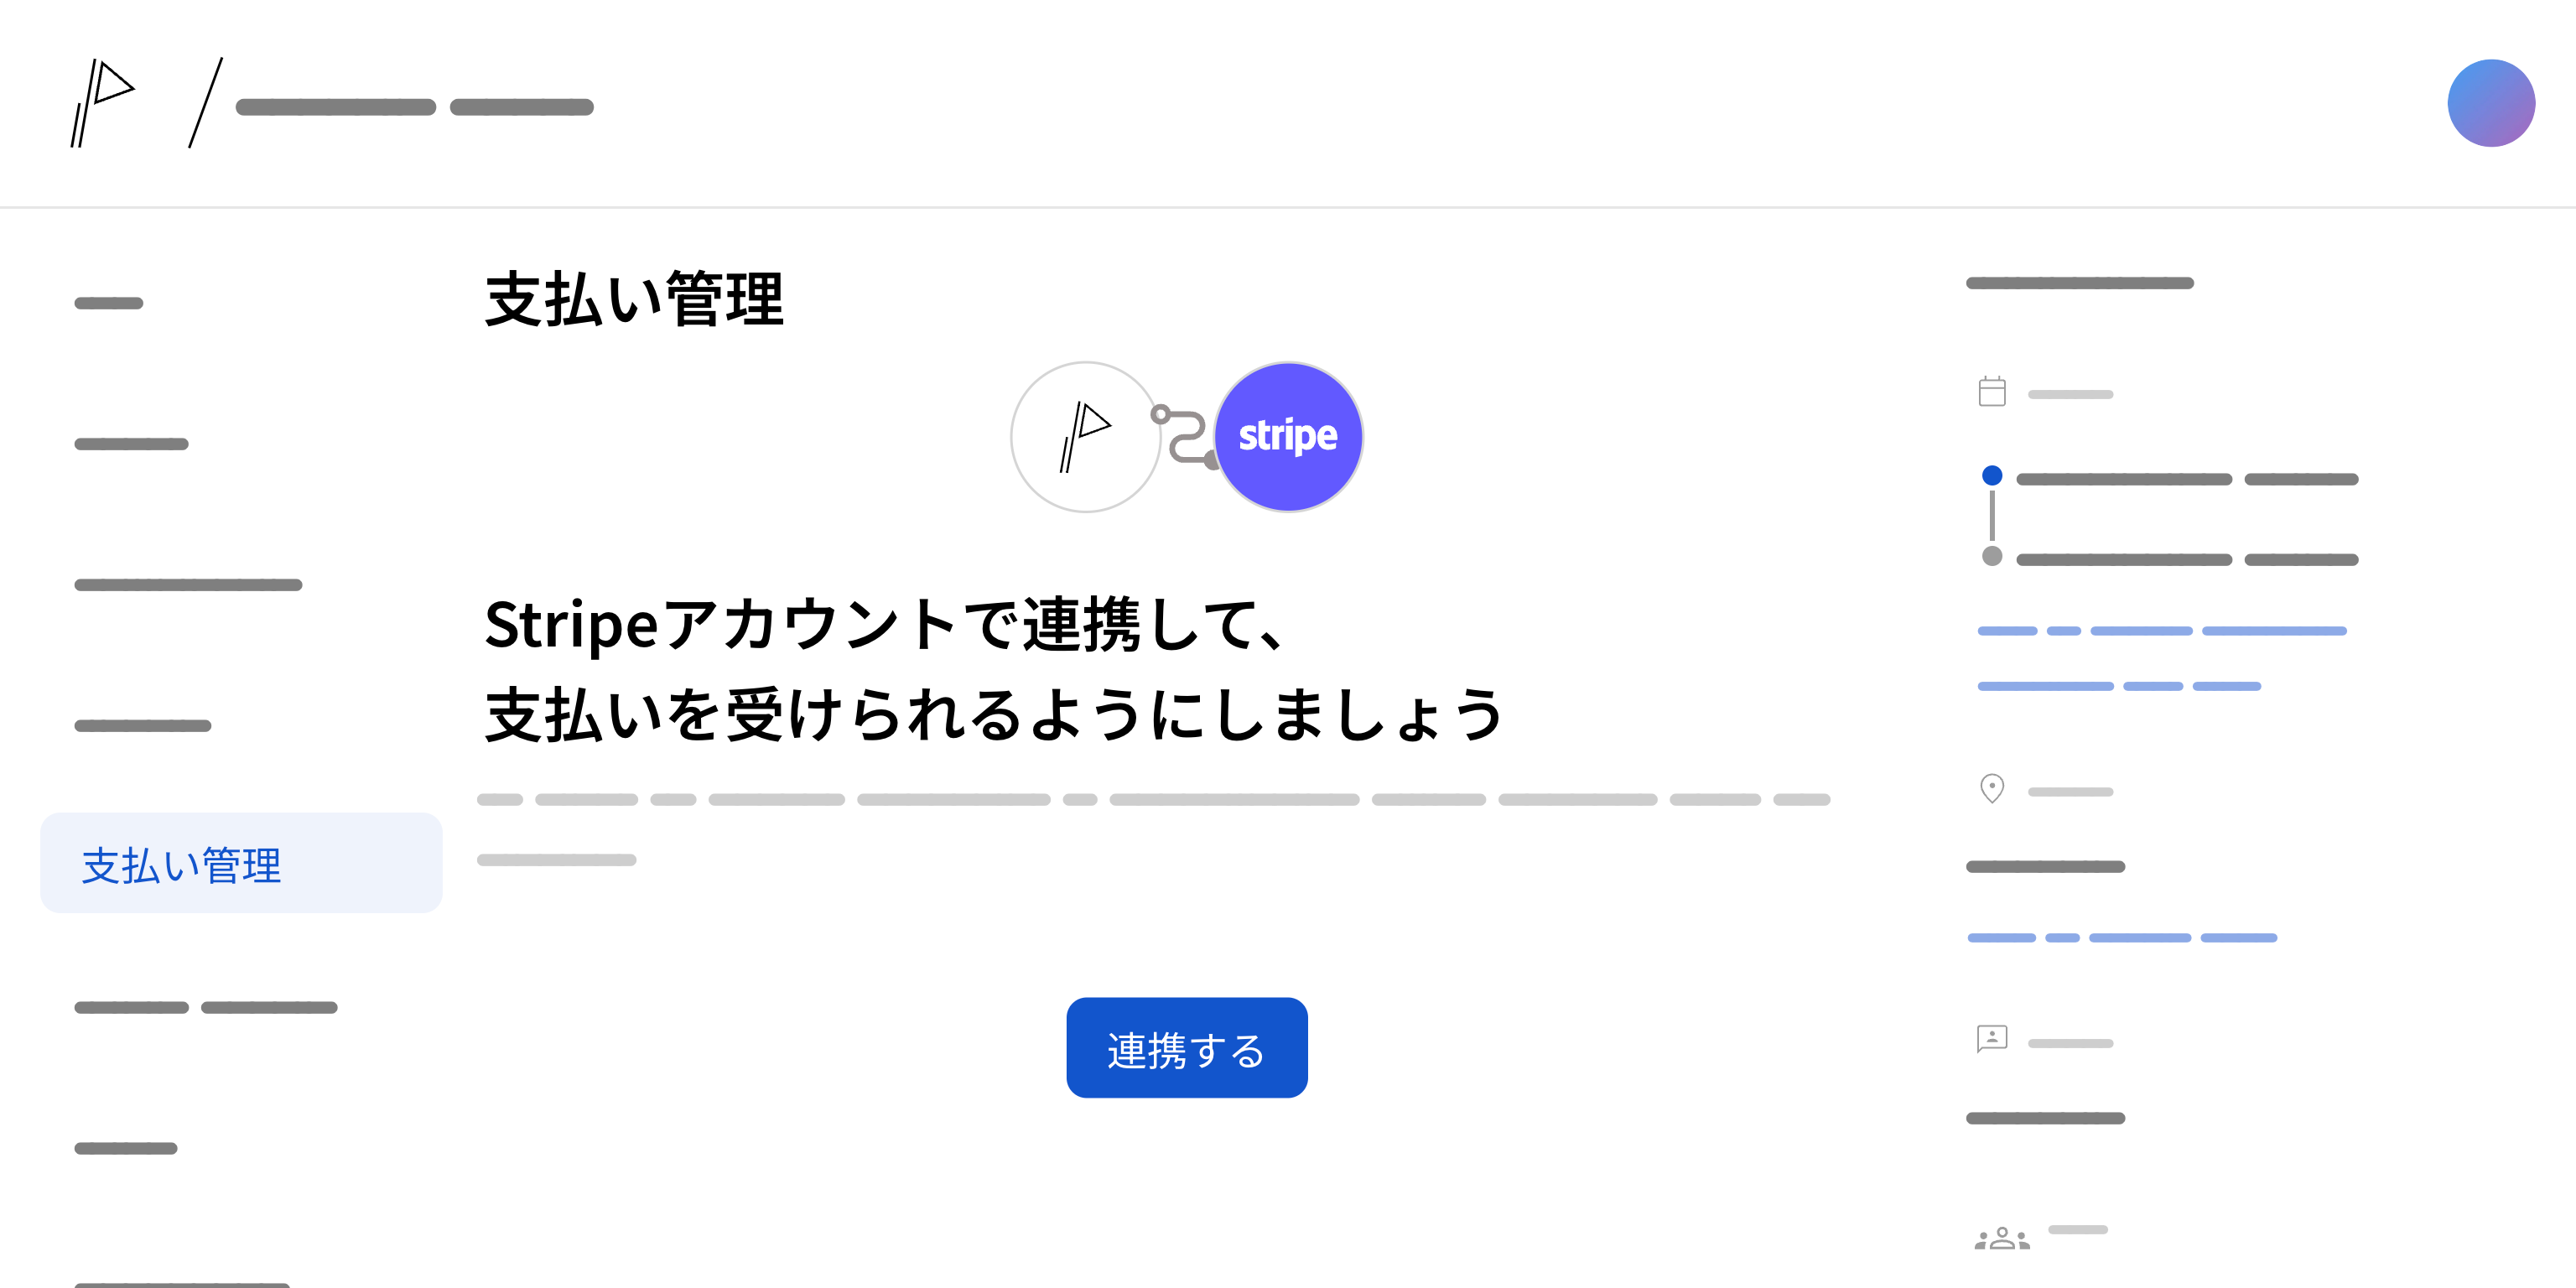 支払い管理
stripe
Stripeアカウントで連携して、
支払いを受けられるようにしましょう
支払い管理
連携する